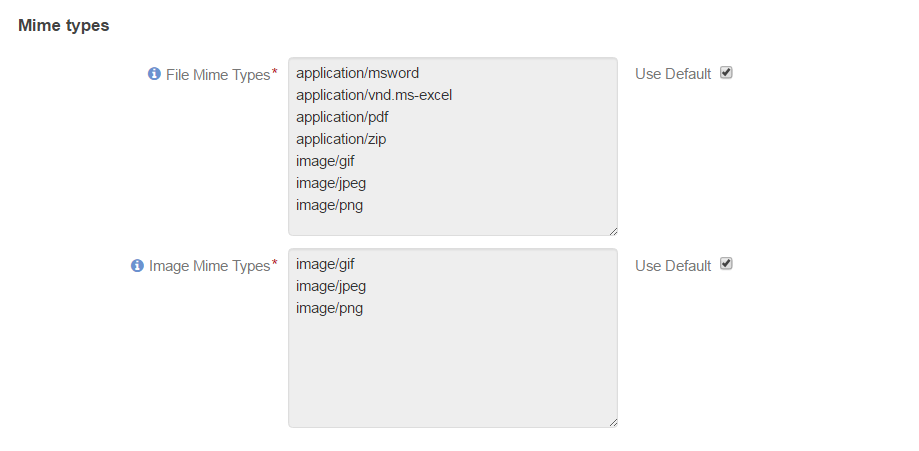 Mime types
File Mime Types*
application/msword
application/vnd.ms-excel
application/pdf
application/zip
image/gif
image/jpeg
image/png
Use Default
Image Mime Types*
image/gif
image/jpeg
image/png
Use Default